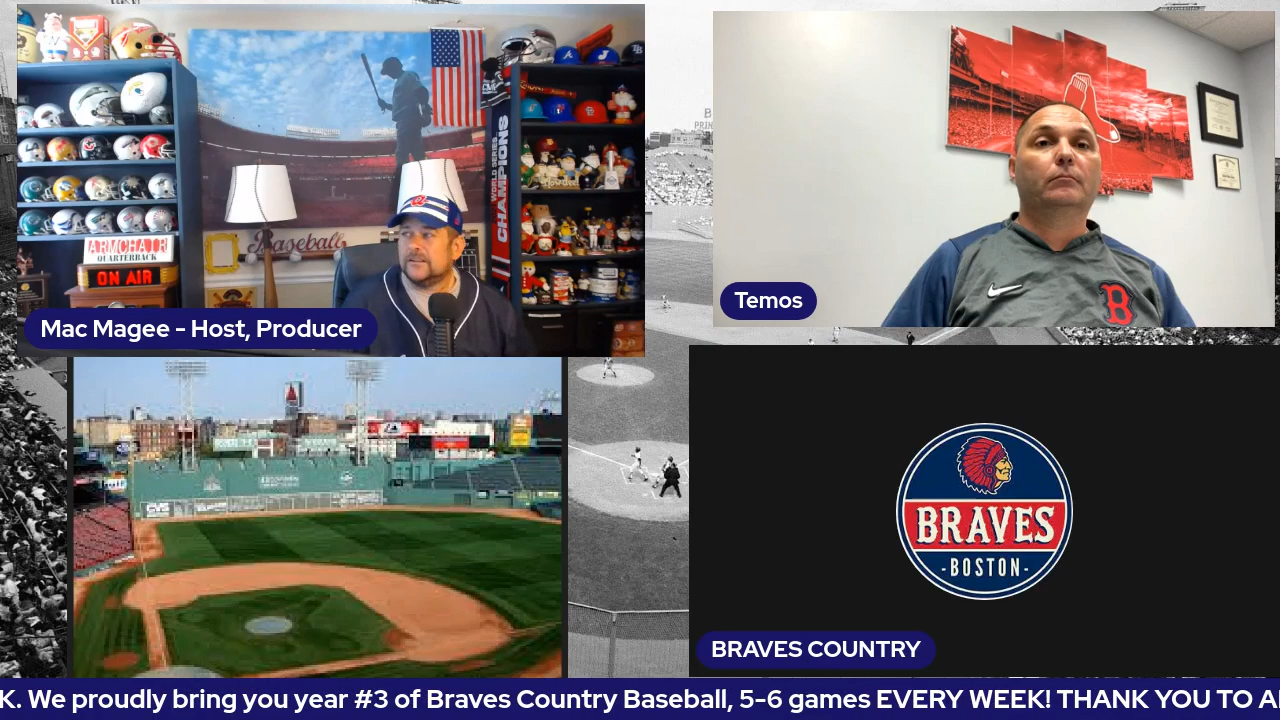 ARMCHAIR
QUARTERBACK
ON AIR
Baseball
WORLD SERIES
CHAMPIONS
Mac Magee - Host, Producer
B
Temos
B
BRAVES
-BOSTON-
BRAVES COUNTRY
K. We proudly bring you year #3 of Braves Country Baseball, 5-6 games EVERY WEEK! THANK YOU TO A